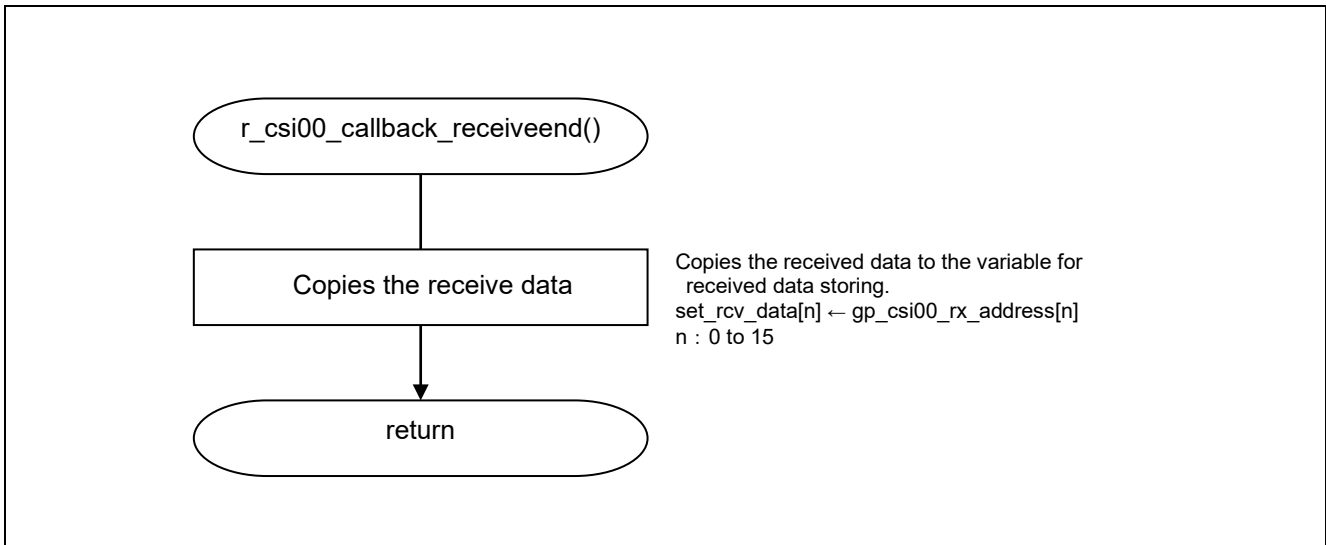 r_csi00_callback_receiveend()
Copies the receive data
Copies the received data to the variable for
received data storing.
set_rcv_data[n] ← gp_csi00_rx_address[n]
n : 0 to 15
return